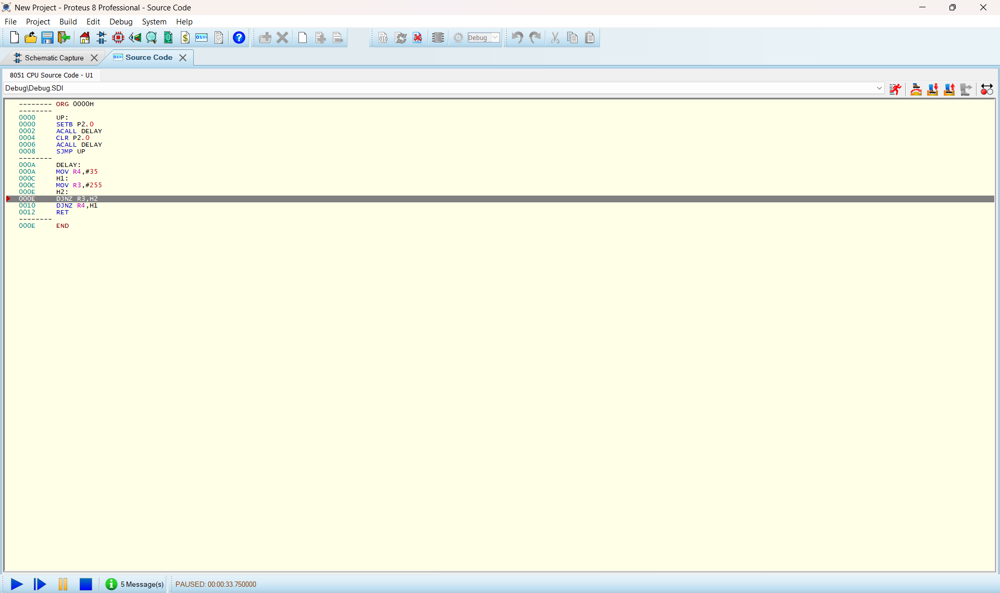 New Project - Proteus 8 Professional - Source Code
File Project Build Edit Debug System Help
Debug
Schematic Capture
Source Code
8051 CPU Source Code - U1
Debug\Debug.SDI
-------- ORG 0000H
--------
0000 UP:
0000 SETB P2.0
0002 ACALL DELAY
0004 CLR P2.0
0006 ACALL DELAY
0008 SJMP UP
--------
000A DELAY:
000A MOV R4,#35
000C H1:
000C MOV R3,#255
000E H2:
000E DJNZ R3,H2
0010 DJNZ R4,H1
0012 RET
--------
000E END
5 Message(s)
PAUSED: 00:00:33.750000